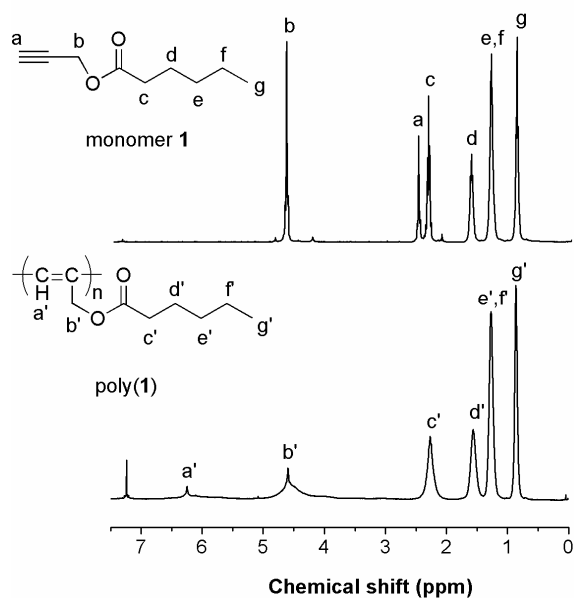 a
b
O
d
f
O
c
e
g
monomer 1
b
a
c
d
e,f
g
( C=C )n
H
a'
b'
O
O
c'
d'
e'
f'
g'
poly(1)
a'
b'
c'
d'
e',f'
g'
7 6 5 4 3 2 1 0
Chemical shift (ppm)